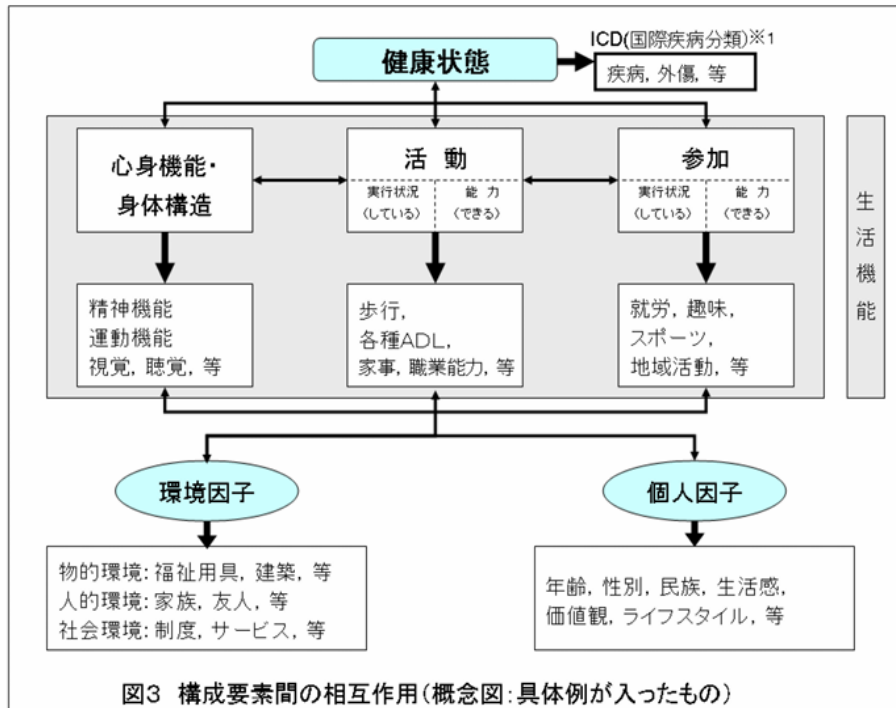 健康状態
ICD(国際疾病分類)※1
疾病, 外傷, 等
心身機能・
身体構造
活 動
実行状況
(している)
能 力
(できる)
参加
実行状況
(している)
能 力
(できる)
生活機能
精神機能
運動機能
視覚, 聴覚, 等
歩行,
各種ADL,
家事, 職業能力, 等
就労, 趣味,
スポーツ,
地域活動, 等
環境因子
個人因子
物的環境: 福祉用具, 建築, 等
人的環境: 家族, 友人, 等
社会環境: 制度, サービス, 等
年齢, 性別, 民族, 生活感,
価値観, ライフスタイル, 等
図3 構成要素間の相互作用(概念図:具体例が入ったもの)